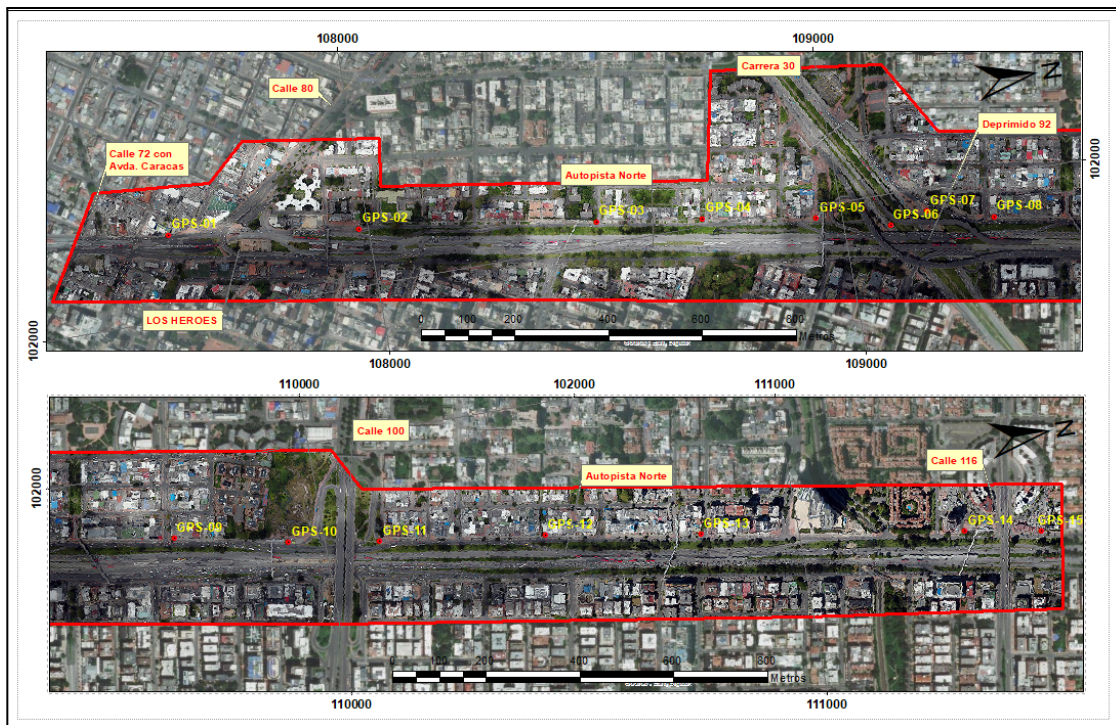 108000
109000
Carrera 30
N
Calle 80
Deprimido 92
Calle 72 con
Avda. Caracas
102000
Autopista Norte
GPS-01
GPS-02
GPS-03
GPS-04
GPS-05
GPS-06
GPS-07
GPS-08
LOS HEROES
0 100 200 400 600 800
Metros
102000
108000
109000
110000
102000
111000
Calle 100
N
Calle 116
Autopista Norte
102000
GPS-09
GPS-10
GPS-11
GPS-12
GPS-13
GPS-14
GPS-15
0 100 200 400 600 800
Metros
110000
111000